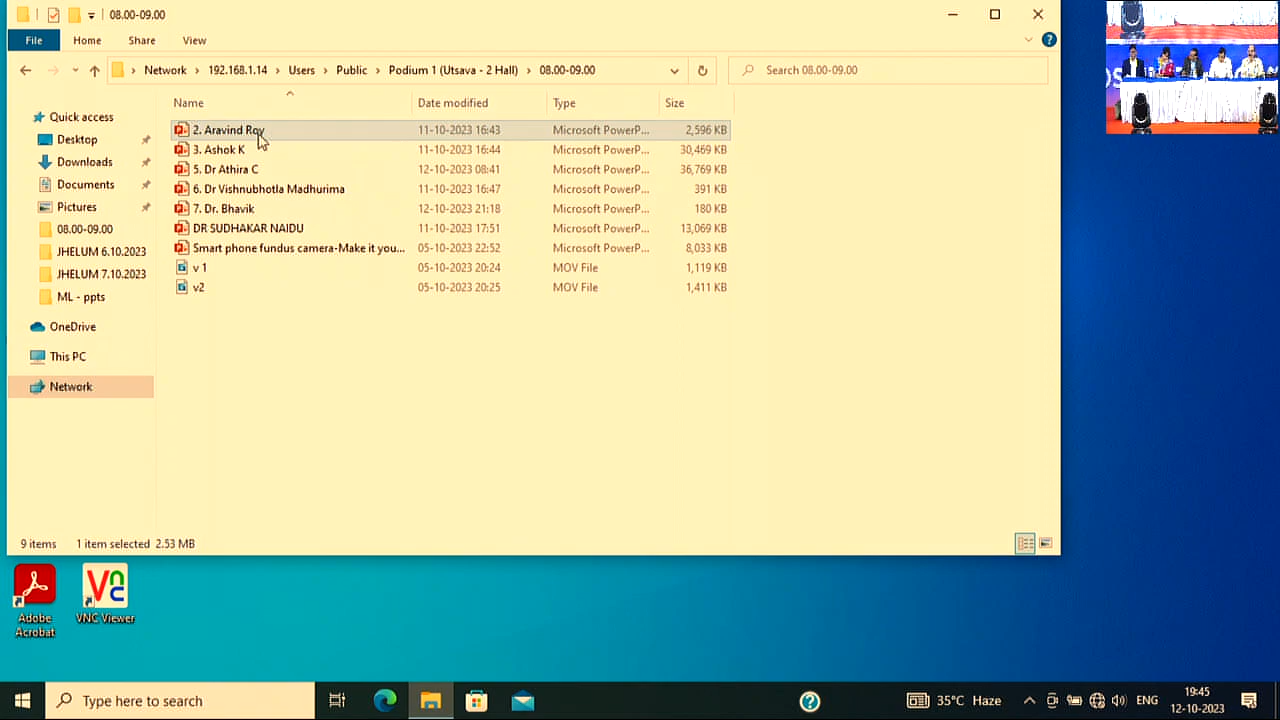 08.00-09.00
File Home Share View
Network Users Public Podium 1 (Utsava - 2 Hall) 08.00-09.00
192.168.1.14
Search 08.00-09.00
Name Date modified Type Size
Quick access
Desktop
Downloads
Documents
Pictures
08.00-09.00
JHELUM 6.10.2023
JHELUM 7.10.2023
ML - ppts
OneDrive
This PC
Network
2. Aravind Roy 11-10-2023 16:43 Microsoft PowerP... 2,596 KB
3. Ashok K 11-10-2023 16:44 Microsoft PowerP... 30,469 KB
5. Dr Athira C 12-10-2023 08:41 Microsoft PowerP... 36,769 KB
6. Dr Vishnubhotla Madhurima 11-10-2023 16:47 Microsoft PowerP... 391 KB
7. Dr. Bhavik 12-10-2023 21:18 Microsoft PowerP... 180 KB
DR SUDHAKAR NAIDU 11-10-2023 17:51 Microsoft PowerP... 13,069 KB
Smart phone fundus camera-Make it you... 05-10-2023 22:52 Microsoft PowerP... 8,033 KB
v 1 05-10-2023 20:24 MOV File 1,119 KB
v2 05-10-2023 20:25 MOV File 1,411 KB
9 items 1 item selected 2.53 MB
Adobe
Acrobat
VNC Viewer
Type here to search
35°C Haze
ENG
19:45
12-10-2023